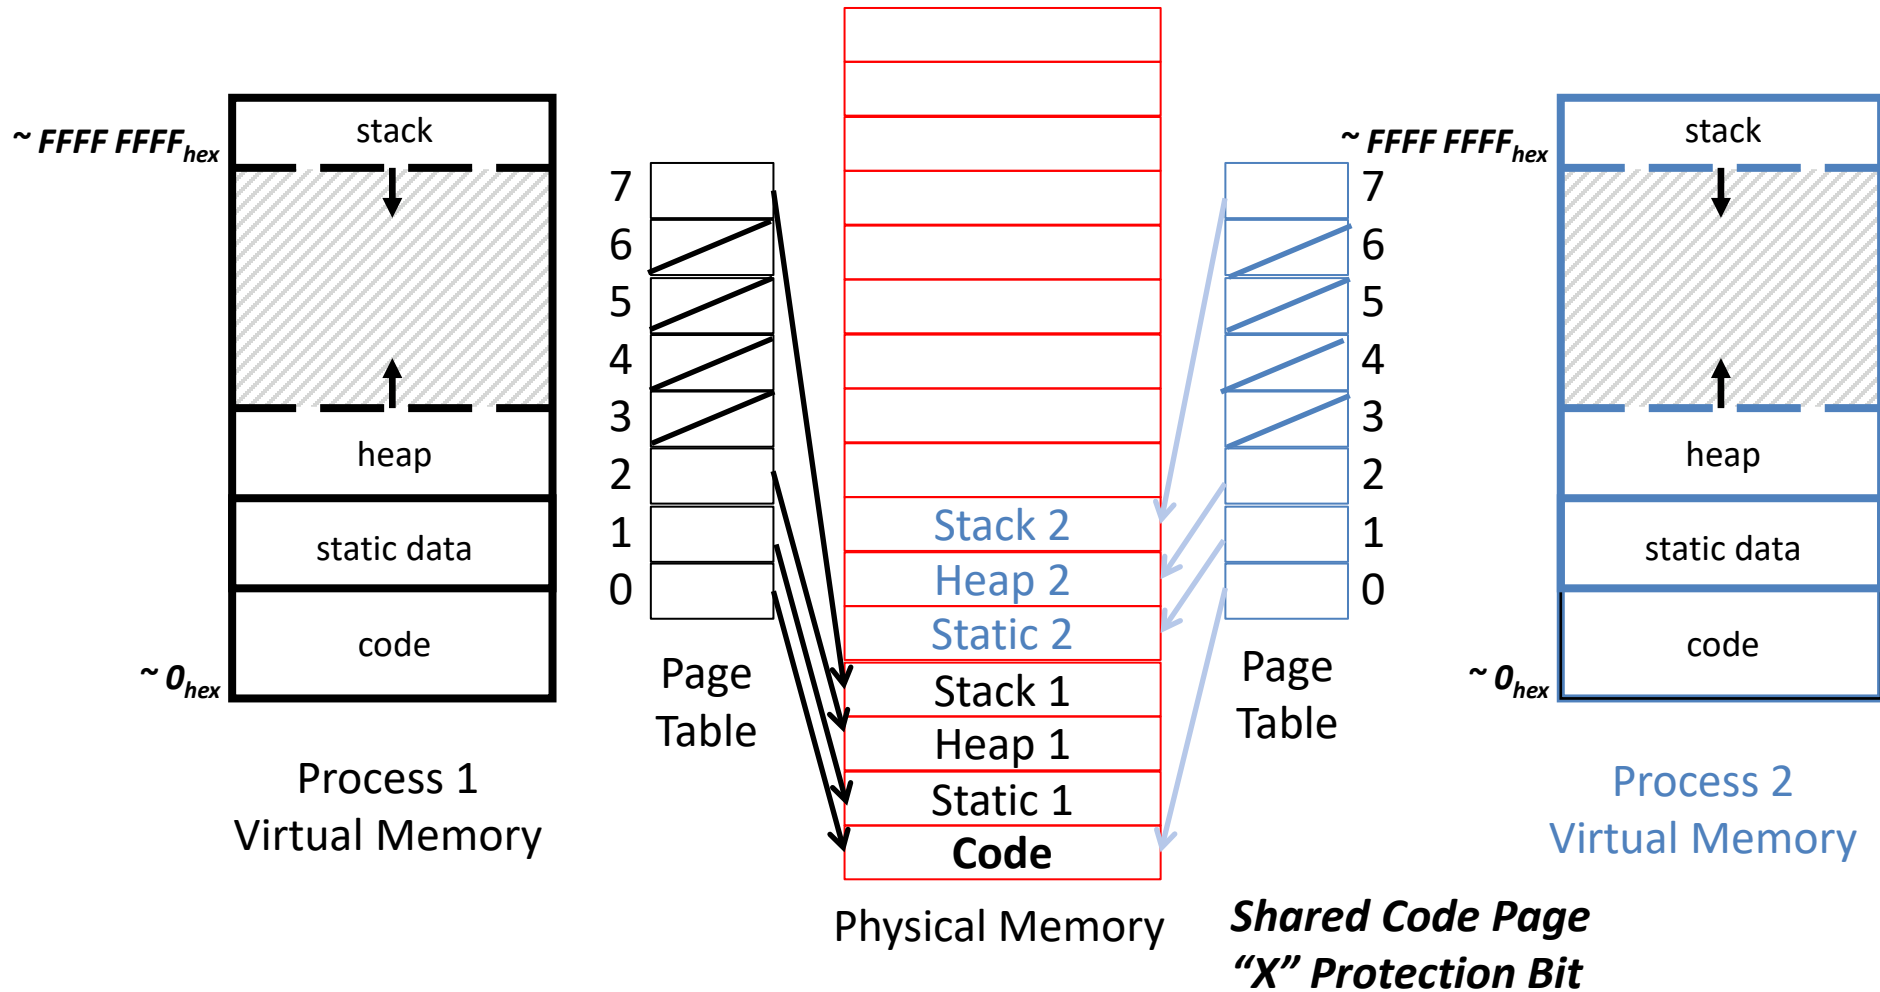 ~ FFFF FFFFhex
stack
heap
static data
code
~ 0hex
Process 1
Virtual Memory
7
6
5
4
3
2
1
0
Page
Table
Stack 2
Heap 2
Static 2
Stack 1
Heap 1
Static 1
Code
Physical Memory
7
6
5
4
3
2
1
0
Page
Table
~ FFFF FFFFhex
stack
heap
static data
code
~ 0hex
Process 2
Virtual Memory
Shared Code Page
“X” Protection Bit